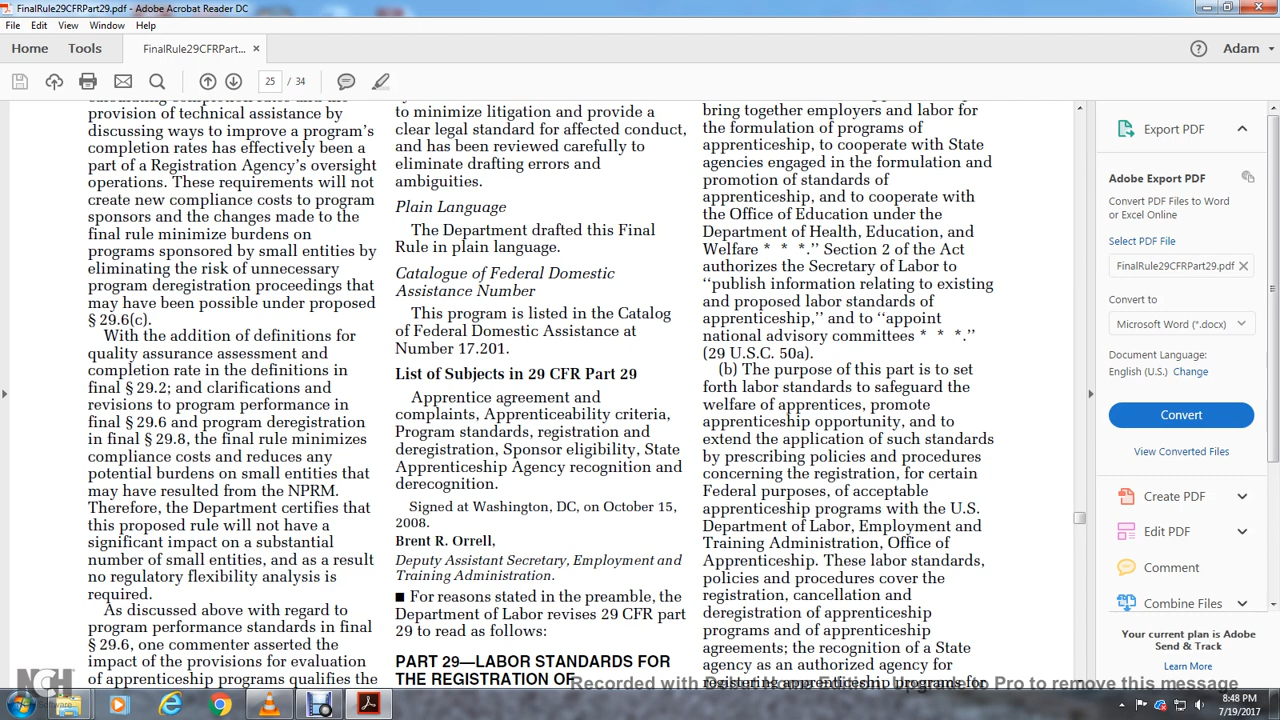 FinalRule29CFRPart29.pdf - Adobe Acrobat Reader DC
File Edit View Window Help
Home Tools FinalRule29CFRPart... × Adam
25 / 34
provision of technical assistance by
discussing ways to improve a program's
completion rates has effectively been a
part of a Registration Agency's oversight
operations. These requirements will not
create new compliance costs to program
sponsors and the changes made to the
final rule minimize burdens on
programs sponsored by small entities by
eliminating the risk of unnecessary
program deregistration proceedings that
may have been possible under proposed
§ 29.6(c).
With the addition of definitions for
quality assurance assessment and
completion rate in the definitions in
final § 29.2; and clarifications and
revisions to program performance in
final § 29.6 and program deregistration
in final § 29.8, the final rule minimizes
compliance costs and reduces any
potential burdens on small entities that
may have resulted from the NPRM.
Therefore, the Department certifies that
this proposed rule will not have a
significant impact on a substantial
number of small entities, and as a result
no regulatory flexibility analysis is
required.
As discussed above with regard to
program performance standards in final
§ 29.6, one commenter asserted the
impact of the provisions for evaluation
of apprenticeship programs qualifies the
to minimize litigation and provide a
clear legal standard for affected conduct,
and has been reviewed carefully to
eliminate drafting errors and
ambiguities.
Plain Language
The Department drafted this Final
Rule in plain language.
Catalogue of Federal Domestic
Assistance Number
This program is listed in the Catalog
of Federal Domestic Assistance at
Number 17.201.
List of Subjects in 29 CFR Part 29
Apprentice agreement and
complaints, Apprenticeability criteria,
Program standards, registration and
deregistration, Sponsor eligibility, State
Apprenticeship Agency recognition and
derecognition.
Signed at Washington, DC, on October 15,
2008.
Brent R. Orrell,
Deputy Assistant Secretary, Employment and
Training Administration.
■ For reasons stated in the preamble, the
Department of Labor revises 29 CFR part
29 to read as follows:
PART 29—LABOR STANDARDS FOR
THE REGISTRATION OF
bring together employers and labor for
the formulation of programs of
apprenticeship, to cooperate with State
agencies engaged in the formulation and
promotion of standards of
apprenticeship, and to cooperate with
the Office of Education under the
Department of Health, Education, and
Welfare * * *.'' Section 2 of the Act
authorizes the Secretary of Labor to
''publish information relating to existing
and proposed labor standards of
apprenticeship,'' and to ''appoint
national advisory committees * * *.''
(29 U.S.C. 50a).
(b) The purpose of this part is to set
forth labor standards to safeguard the
welfare of apprentices, promote
apprenticeship opportunity, and to
extend the application of such standards
by prescribing policies and procedures
concerning the registration, for certain
Federal purposes, of acceptable
apprenticeship programs with the U.S.
Department of Labor, Employment and
Training Administration, Office of
Apprenticeship. These labor standards,
policies and procedures cover the
registration, cancellation and
deregistration of apprenticeship
programs and of apprenticeship
agreements; the recognition of a State
agency as an authorized agency for
registering apprenticeship programs for
Export PDF
Adobe Export PDF
Convert PDF Files to Word
or Excel Online
Select PDF File
FinalRule29CFRPart29.pdf ×
Convert to
Microsoft Word (*.docx)
Document Language:
English (U.S.) Change
Convert
View Converted Files
Create PDF
Edit PDF
Comment
Combine Files
Your current plan is Adobe
Send & Track
Learn More
NCH
8:48 PM
7/19/2017